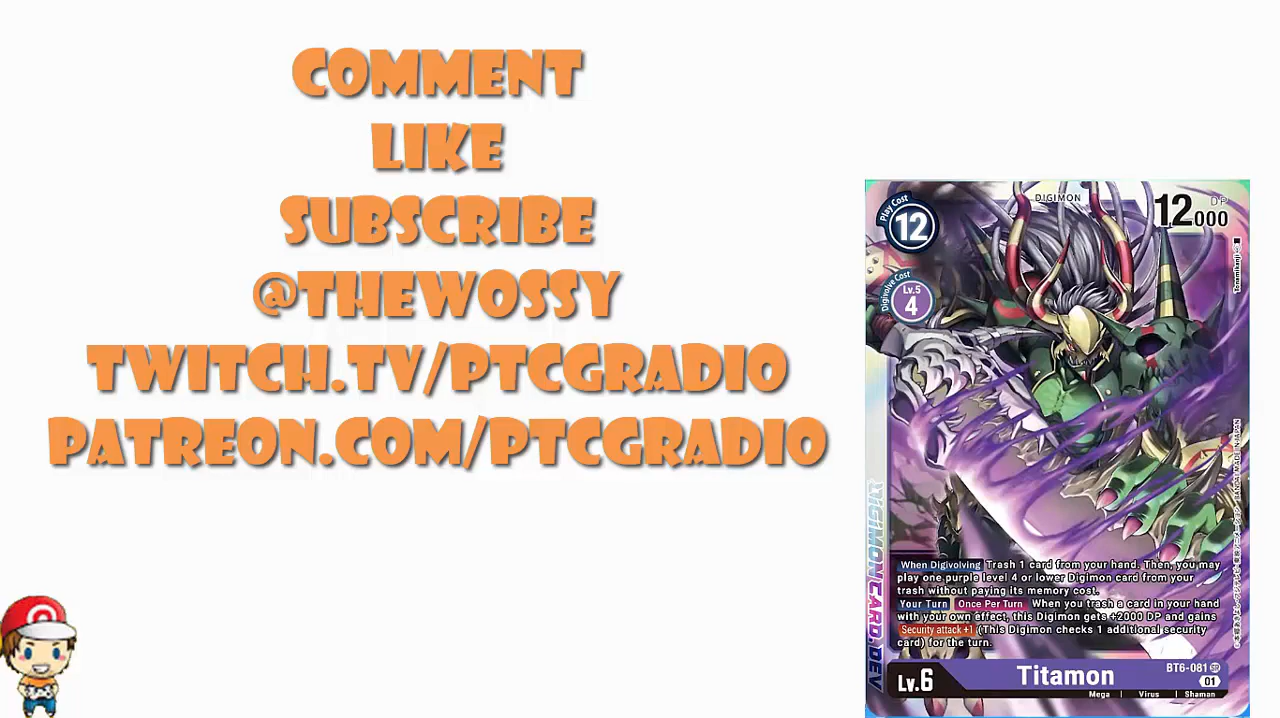 COMMENT
LIKE
SUBSCRIBE
@THEWOSSY
TWITCH.TV/PTCGRADIO
PATREON.COM/PTCGRADIO
DIGIMON
Play Cost
12
12000
DP
Digivolve Cost
Lv.5
4
DIGIMON CARD.DEV
When Digivolving Trash 1 card from your hand. Then, you may
play one purple level 4 or lower Digimon card from your
trash without paying its memory cost.
Your Turn Once Per Turn When you trash a card in your hand
with your own effect, this Digimon gets +2000 DP and gains
Security attack +1 (This Digimon checks 1 additional security
card) for the turn.
Lv.6
Titamon
BT6-081 SR
01
Mega | Virus | Shaman